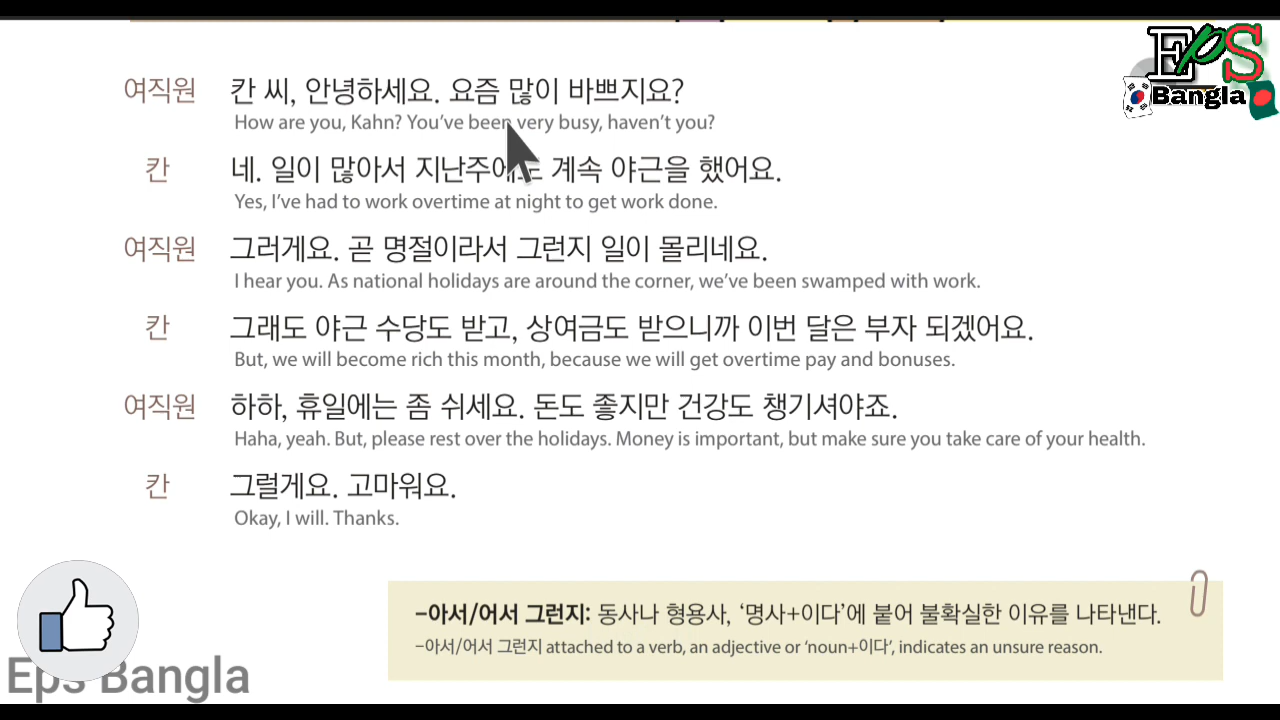 EPS
Bangla
여직원 칸 씨, 안녕하세요. 요즘 많이 바쁘지요?
How are you, Kahn? You've been very busy, haven't you?
칸 네. 일이 많아서 지난주에도 계속 야근을 했어요.
Yes, I've had to work overtime at night to get work done.
여직원 그러게요. 곧 명절이라서 그런지 일이 몰리네요.
I hear you. As national holidays are around the corner, we've been swamped with work.
칸 그래도 야근 수당도 받고, 상여금도 받으니까 이번 달은 부자 되겠어요.
But, we will become rich this month, because we will get overtime pay and bonuses.
여직원 하하, 휴일에는 좀 쉬세요. 돈도 좋지만 건강도 챙기셔야죠.
Haha, yeah. But, please rest over the holidays. Money is important, but make sure you take care of your health.
칸 그럴게요. 고마워요.
Okay, I will. Thanks.
–아서/어서 그런지: 동사나 형용사, '명사+이다'에 붙어 불확실한 이유를 나타낸다.
–아서/어서 그런지 attached to a verb, an adjective or 'noun+이다', indicates an unsure reason.
Eps Bangla